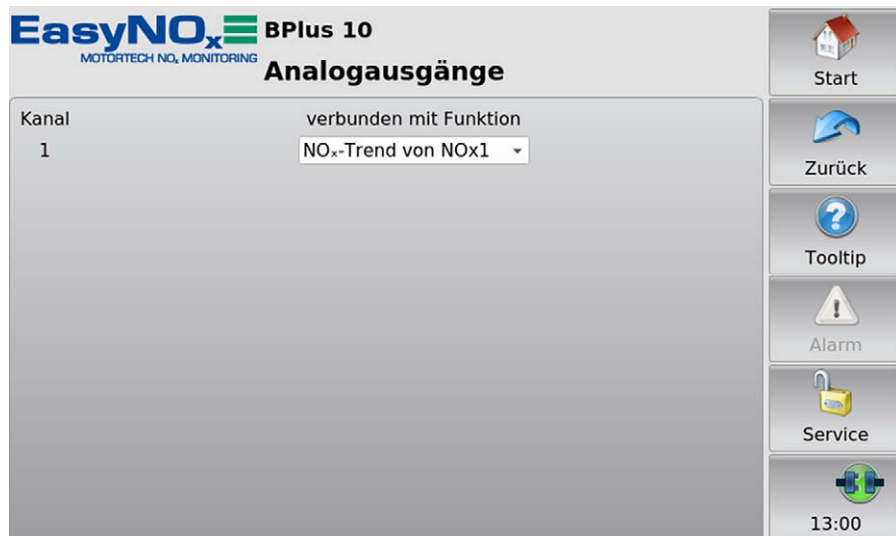 EasyNOx
MOTORTECH NOx MONITORING
BPlus 10
Analogausgänge
Kanal verbunden mit Funktion
1 NOₓ-Trend von NOx1
Start
Zurück
Tooltip
Alarm
Service
13:00